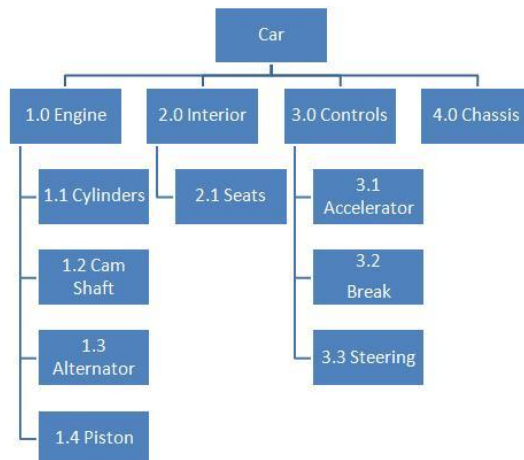 Car
1.0 Engine
2.0 Interior
3.0 Controls
4.0 Chassis
1.1 Cylinders
2.1 Seats
3.1
Accelerator
1.2 Cam
Shaft
3.2
Break
1.3
Alternator
3.3 Steering
1.4 Piston